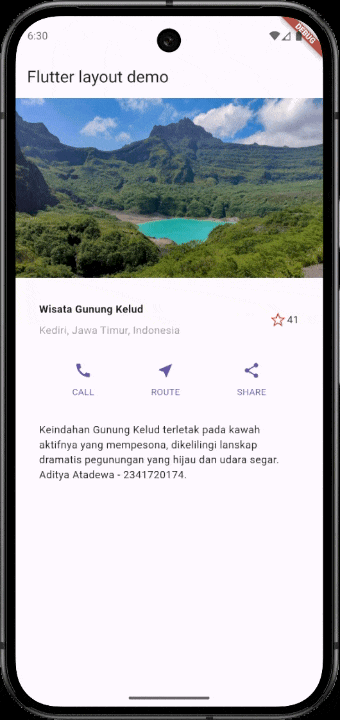 6:30
DEBUG
Flutter layout demo
Wisata Gunung Kelud
Kediri, Jawa Timur, Indonesia
41
CALL
ROUTE
SHARE
Keindahan Gunung Kelud terletak pada kawah
aktifnya yang mempesona, dikelilingi lanskap
dramatis pegunungan yang hijau dan udara segar.
Aditya Atadewa - 2341720174.